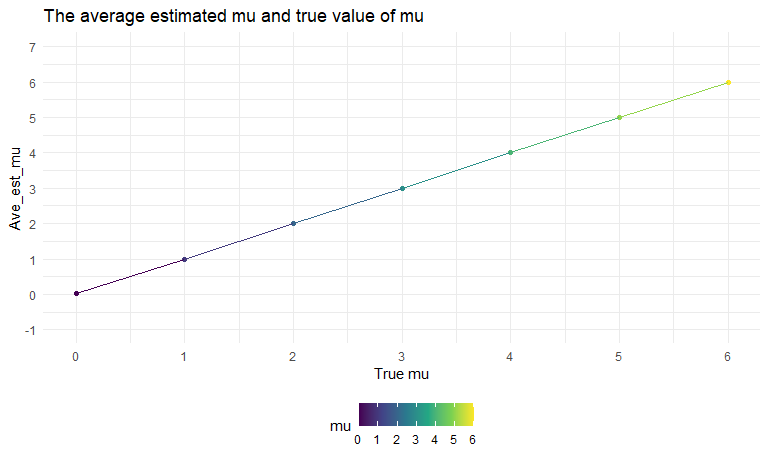 The average estimated mu and true value of mu
7
6
5
4
3
2
1
0
-1
Ave_est_mu
0 1 2 3 4 5 6
True mu
mu
0 1 2 3 4 5 6